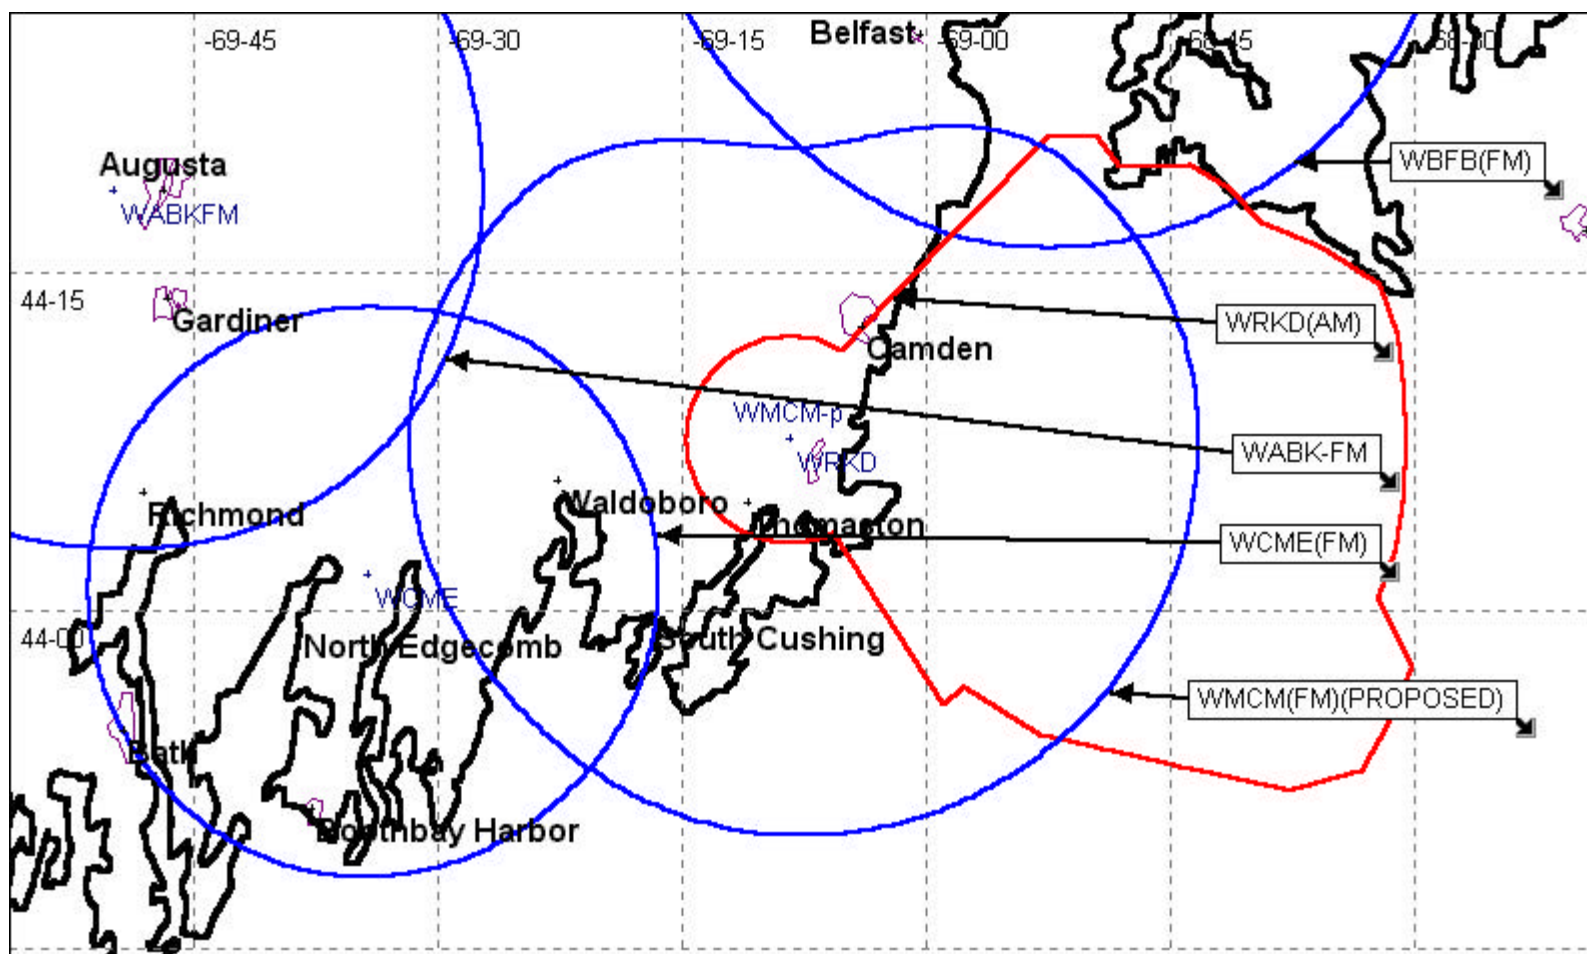 -69-45
-69-30
-69-15
Belfast
-69-00
-68-45
-68-30
WBFB(FM)
Augusta
WABKFM
44-15
Gardiner
WRKD(AM)
Camden
WMCM-p
WRKD
WABK-FM
Waldoboro
Richmond
Thomaston
WCME(FM)
WCME
44-00
North Edgecomb
South Cushing
WMCM(FM)(PROPOSED)
Bath
Boothbay Harbor